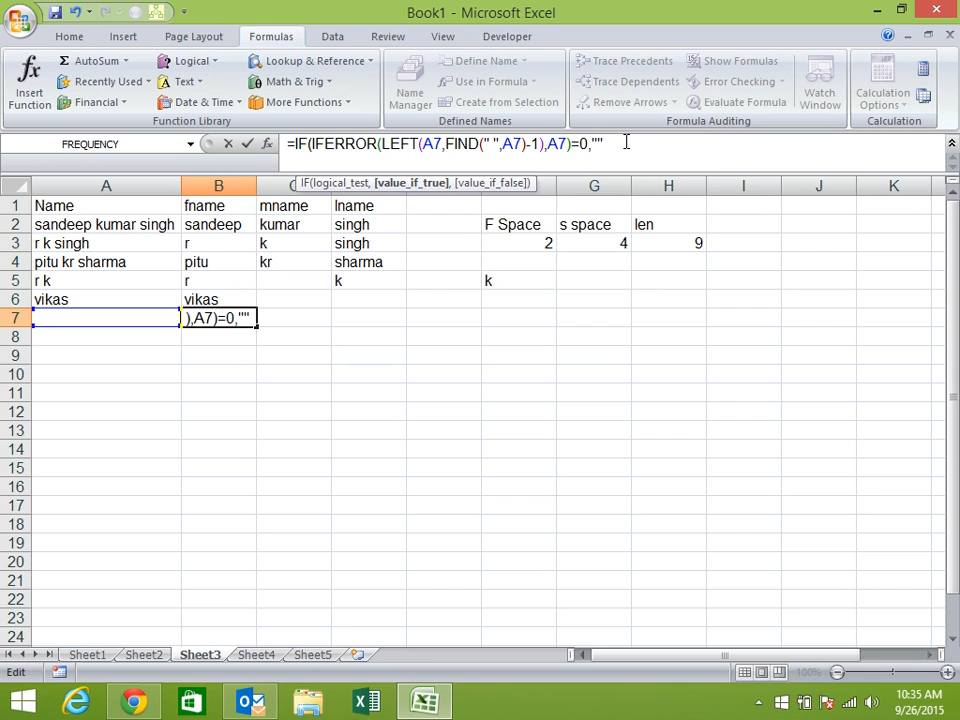 Book1 - Microsoft Excel
Home Insert Page Layout Formulas Data Review View Developer
fx Insert Function
Σ AutoSum Recently Used Financial
Logical Text Date & Time
Lookup & Reference Math & Trig More Functions
Function Library
Name Manager
Define Name Use in Formula Create from Selection
Defined Names
Trace Precedents Trace Dependents Remove Arrows
Show Formulas Error Checking Evaluate Formula
Watch Window
Formula Auditing
Calculation Options
Calculation
FREQUENCY fx =IF(IFERROR(LEFT(A7,FIND(" ",A7)-1),A7)=0,""
IF(logical_test, [value_if_true], [value_if_false])
A B C G H I J K
1 Name fname mname lname
2 sandeep kumar singh sandeep kumar singh F Space s space len
3 r k singh r k singh 2 4 9
4 pitu kr sharma pitu kr sharma
5 r k r k k
6 vikas vikas
7 ),A7)=0,""
8
9
10
11
12
13
14
15
16
17
18
19
20
21
22
23
24
Sheet1 Sheet2 Sheet3 Sheet4 Sheet5
Edit 100%
10:35 AM
9/26/2015